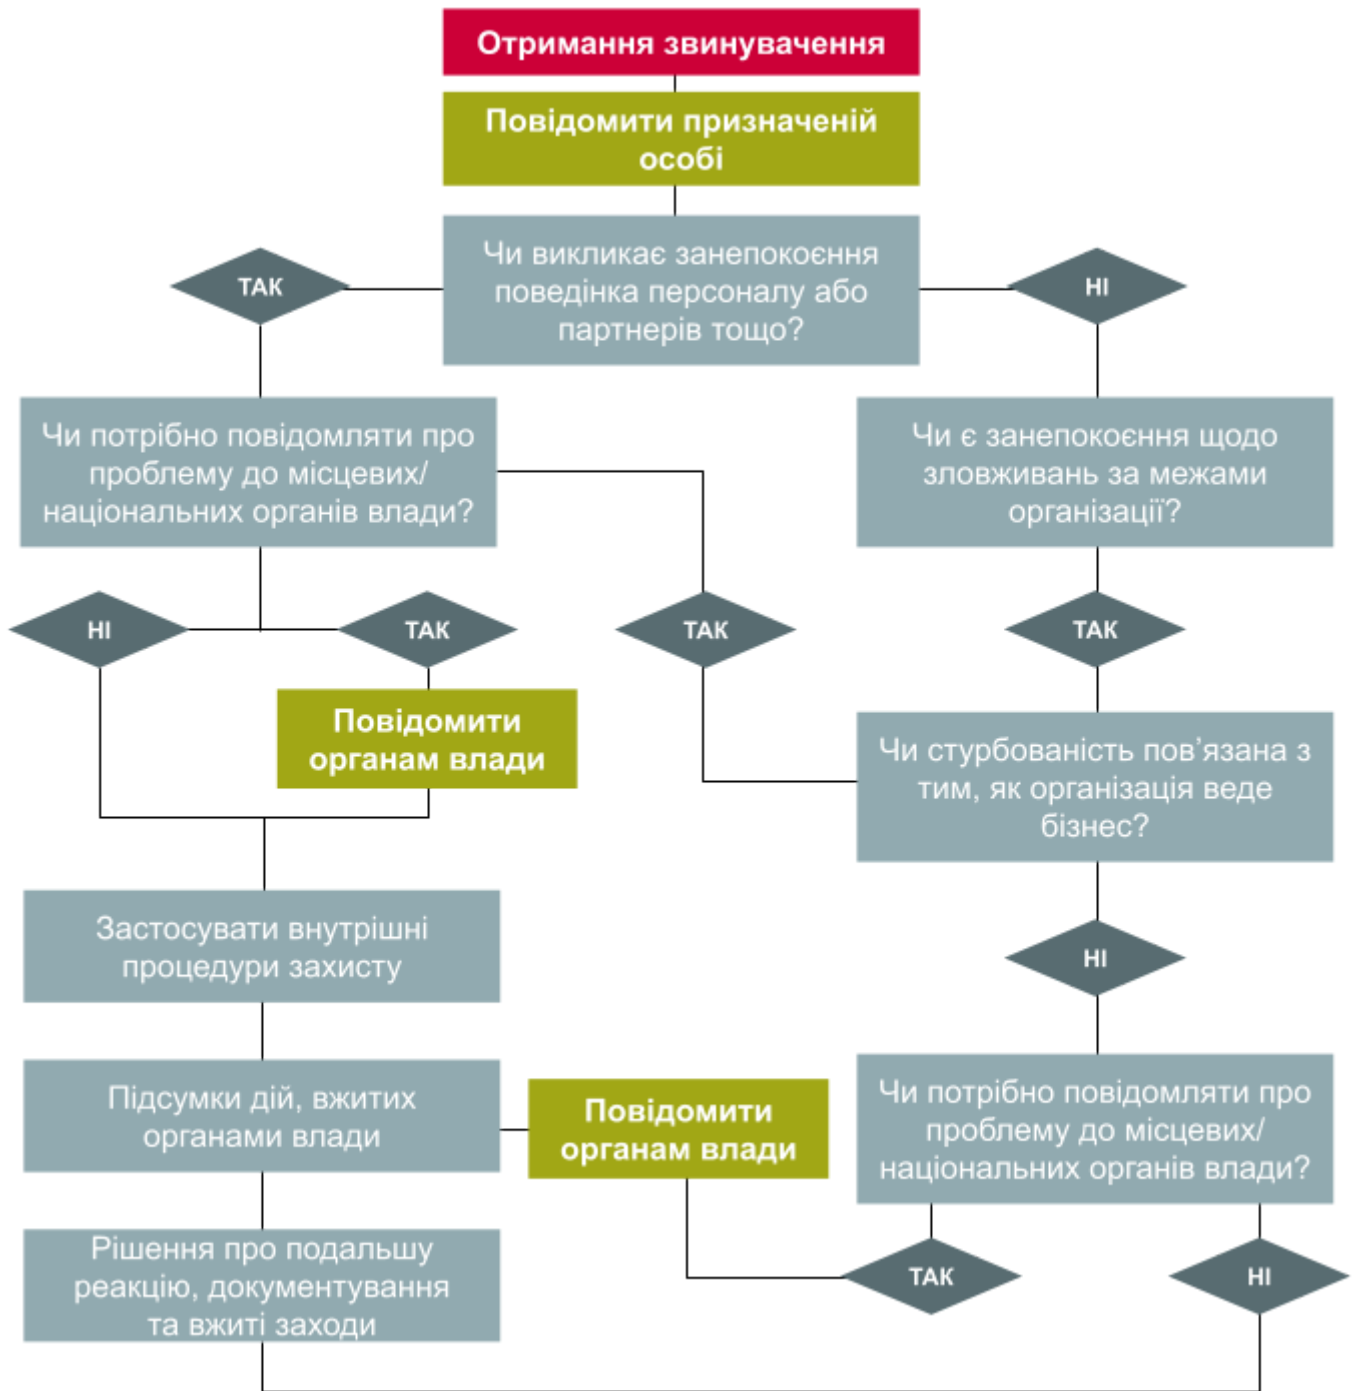 Отримання звинувачення
Повідомити призначеній
особі
Чи викликає занепокоєння
поведінка персоналу або
партнерів тощо?
ТАК
НІ
Чи потрібно повідомляти про
проблему до місцевих/
національних органів влади?
Чи є занепокоєння щодо
зловживань за межами
організації?
НІ
ТАК
ТАК
ТАК
Повідомити
органам влади
Чи стурбованість пов’язана з
тим, як організація веде
бізнес?
Застосувати внутрішні
процедури захисту
НІ
Підсумки дій, вжитих
органами влади
Повідомити
органам влади
Чи потрібно повідомляти про
проблему до місцевих/
національних органів влади?
Рішення про подальшу
реакцію, документування
та вжиті заходи
ТАК
НІ